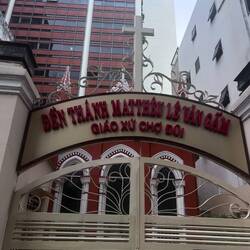 ĐỀN THÁNH MATTHÊU LÊ VĂN GẪM
GIÁO XỨ CHỢ ĐŨI